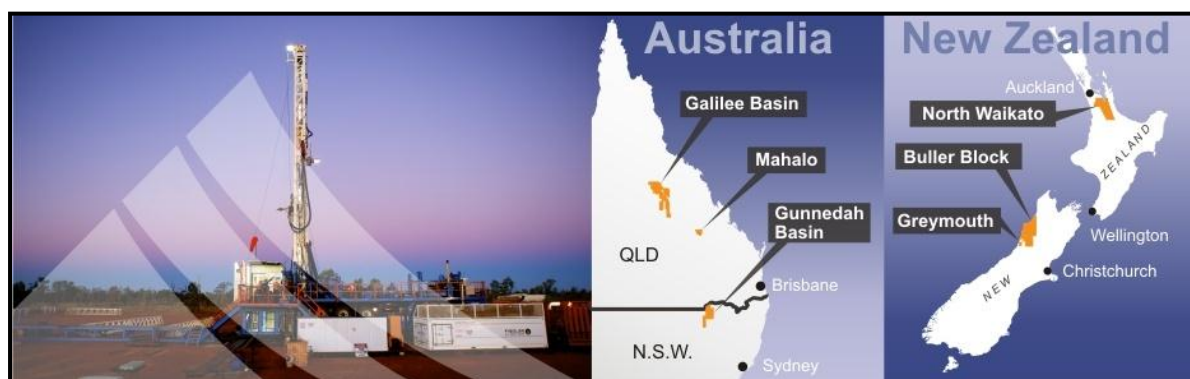 Australia
Galilee Basin
Mahalo
Gunnedah
Basin
QLD
Brisbane
N.S.W.
Sydney
New Zealand
Auckland
North Waikato
Buller Block
Greymouth
Wellington
Christchurch
NEW
ZEALAND